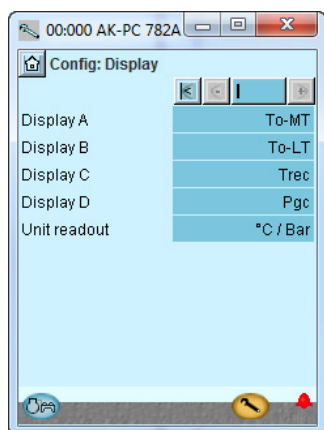 00:000 AK-PC 782A
Config: Display
Display A To-MT
Display B To-LT
Display C Trec
Display D Pgc
Unit readout °C / Bar